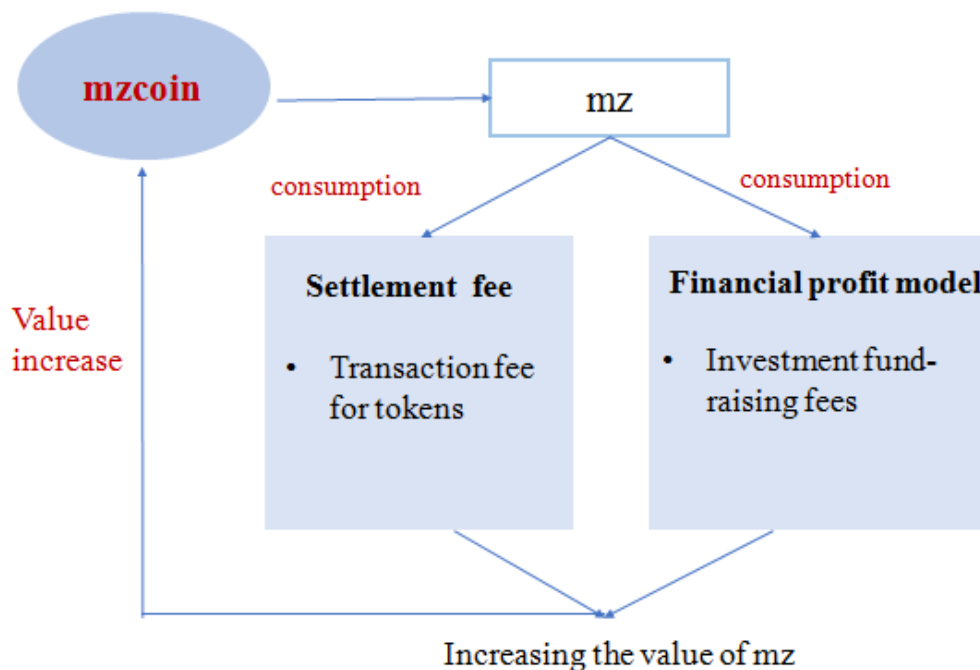 mzcoin
mz
consumption
consumption
Settlement fee
• Transaction fee
for tokens
Financial profit model
• Investment fund-
raising fees
Value
increase
Increasing the value of mz